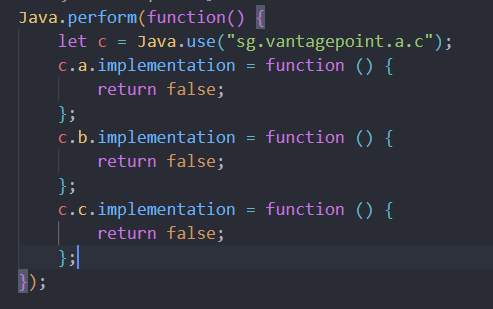 Java.perform(function() {
    let c = Java.use("sg.vantagepoint.a.c");
    c.a.implementation = function () {
        return false;
    };
    c.b.implementation = function () {
        return false;
    };
    c.c.implementation = function () {
        return false;
    };
});